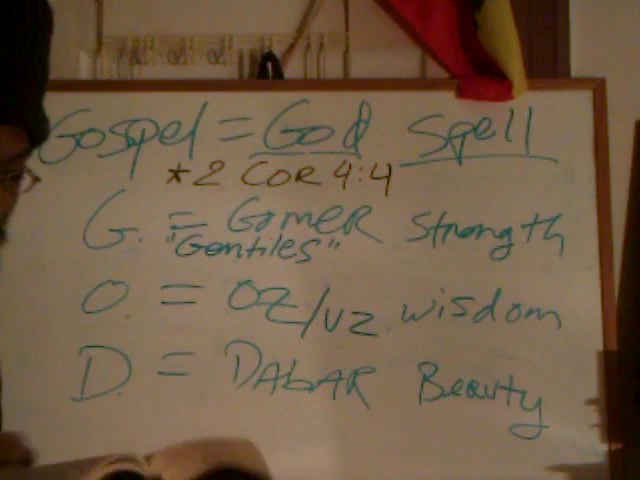 Gospel = God Spell
* 2 COR 4:4
G. = GOMER Strength
"Gentiles"
O. = OZ/UZ wisdom
D. = DAbAR Beauty